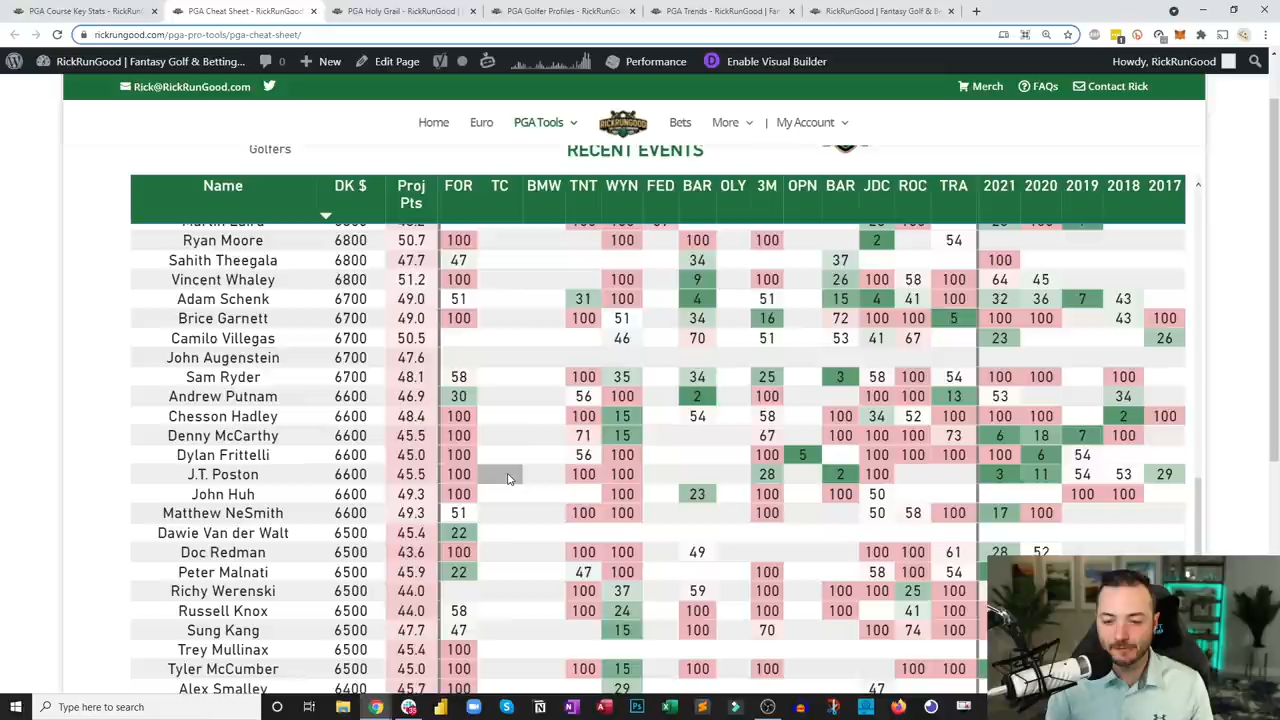 PGA Course Key Stats - RickRun
PGA Cheat Sheet - RickRunGood
PGA Holy Grail - RickRunGood |
PGA Golfer Profiles - RickRunGo
PGA Trends - RickRunGood | Fan
RickRunGood | Fantasy Golf & Be
rickrungood.com/pga-pro-tools/pga-cheat-sheet/
RickRunGood | Fantasy Golf & Betting... 0 New Edit Page Performance Enable Visual Builder Howdy, RickRunGood
Rick@RickRunGood.com Merch FAQs Contact Rick
Home Euro PGA Tools RICKRUNGOOD Bets More | My Account
Golfers RECENT EVENTS
Name DK $ Proj Pts FOR TC BMW TNT WYN FED BAR OLY 3M OPN BAR JDC ROC TRA 2021 2020 2019 2018 2017
Ryan Moore 6800 50.7 100 100 100 100 2 54
Sahith Theegala 6800 47.7 47 34 37 100
Vincent Whaley 6800 51.2 100 100 9 100 26 100 58 100 64 45
Adam Schenk 6700 49.0 51 31 100 4 51 15 4 41 100 32 36 7 43
Brice Garnett 6700 49.0 100 100 51 34 16 72 100 100 5 100 100 43 100
Camilo Villegas 6700 50.5 46 70 51 53 41 67 23 26
John Augenstein 6700 47.6
Sam Ryder 6700 48.1 58 100 35 34 25 3 58 100 54 100 100 100
Andrew Putnam 6600 46.9 30 56 100 2 100 100 13 53 34
Chesson Hadley 6600 48.4 100 100 15 54 58 100 34 52 100 100 100 2 100
Denny McCarthy 6600 45.5 100 71 15 67 100 100 100 73 6 18 7 100
Dylan Frittelli 6600 45.0 100 56 100 100 5 100 100 100 100 6 54
J.T. Poston 6600 45.5 100 100 100 28 2 100 3 11 54 53 29
John Huh 6600 49.3 100 100 23 100 100 50 100 100
Matthew NeSmith 6600 49.3 51 100 100 100 50 58 100 17 100
Dawie Van der Walt 6500 45.4 22
Doc Redman 6500 43.6 100 100 100 49 100 100 61 28 52
Peter Malnati 6500 45.9 22 47 100 100 58 100 54
Richy Werenski 6500 44.0 100 37 59 100 100 100 25 100
Russell Knox 6500 44.0 58 100 24 100 100 100 41 100
Sung Kang 6500 47.7 47 15 100 70 100 74 100
Trey Mullinax 6500 45.4 100
Tyler McCumber 6500 45.0 100 100 15 100 100 100 100
Alex Smalley 6400 45.7 100 29 47
Type here to search